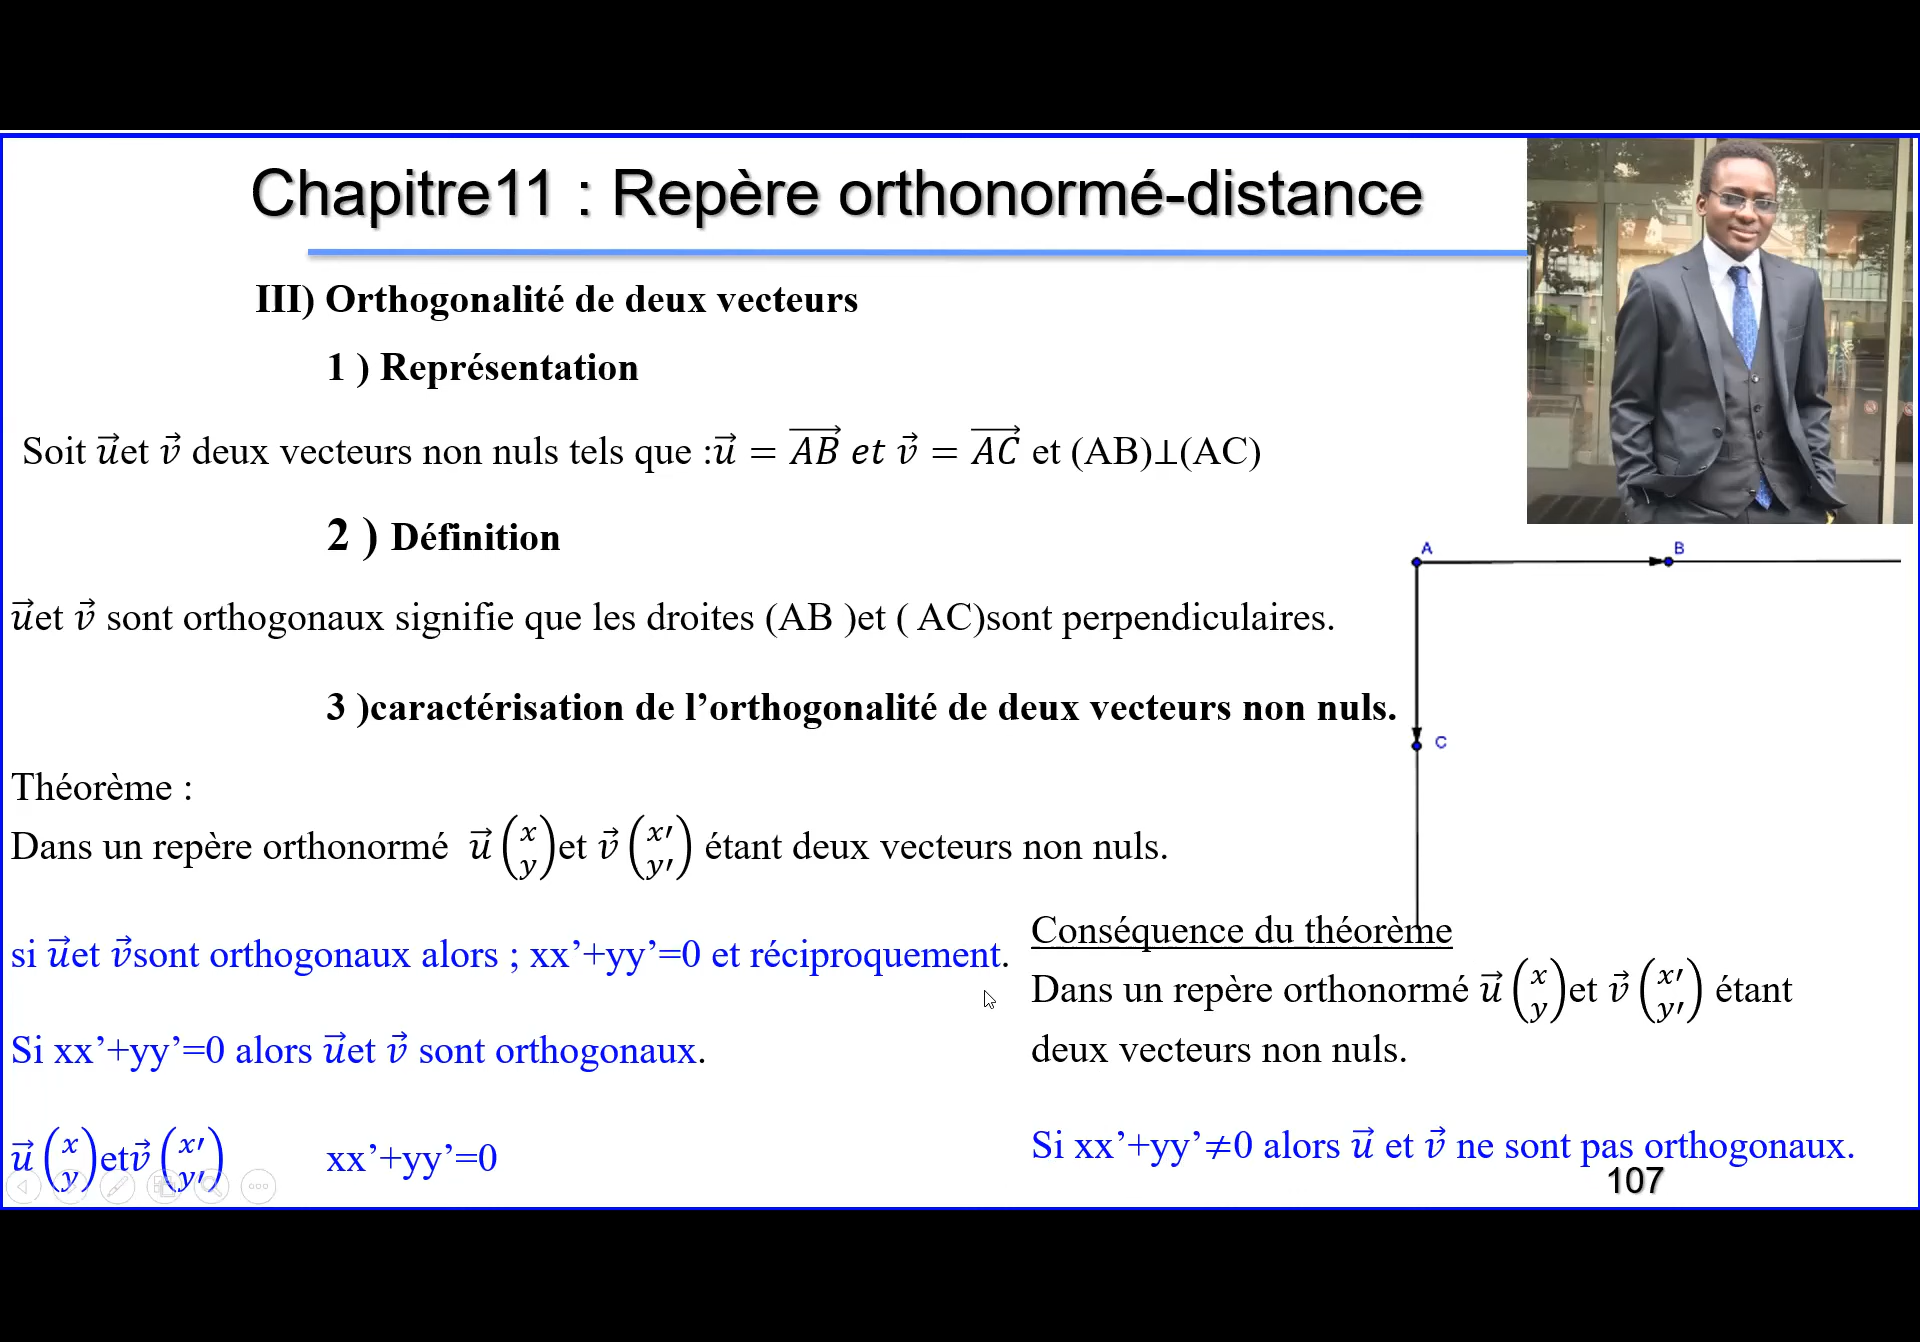 Chapitre11 : Repère orthonormé-distance
III) Orthogonalité de deux vecteurs
1 ) Représentation
Soit u⃗et v⃗ deux vecteurs non nuls tels que :u⃗ = A͞B⃗ et v⃗ = A͞C⃗ et (AB)⊥(AC)
2 ) Définition
u⃗et v⃗ sont orthogonaux signifie que les droites (AB )et ( AC)sont perpendiculaires.
A
B
3 )caractérisation de l’orthogonalité de deux vecteurs non nuls.
C
Théorème :
Dans un repère orthonormé u⃗ (x y)et v⃗ (x′ y′) étant deux vecteurs non nuls.
si u⃗et v⃗sont orthogonaux alors ; xx’+yy’=0 et réciproquement.
Si xx’+yy’=0 alors u⃗et v⃗ sont orthogonaux.
u⃗ (x y)etv⃗ (x′ y′) xx’+yy’=0
Conséquence du théorème
Dans un repère orthonormé u⃗ (x y)et v⃗ (x′ y′) étant
deux vecteurs non nuls.
Si xx’+yy’≠0 alors u⃗ et v⃗ ne sont pas orthogonaux.
107